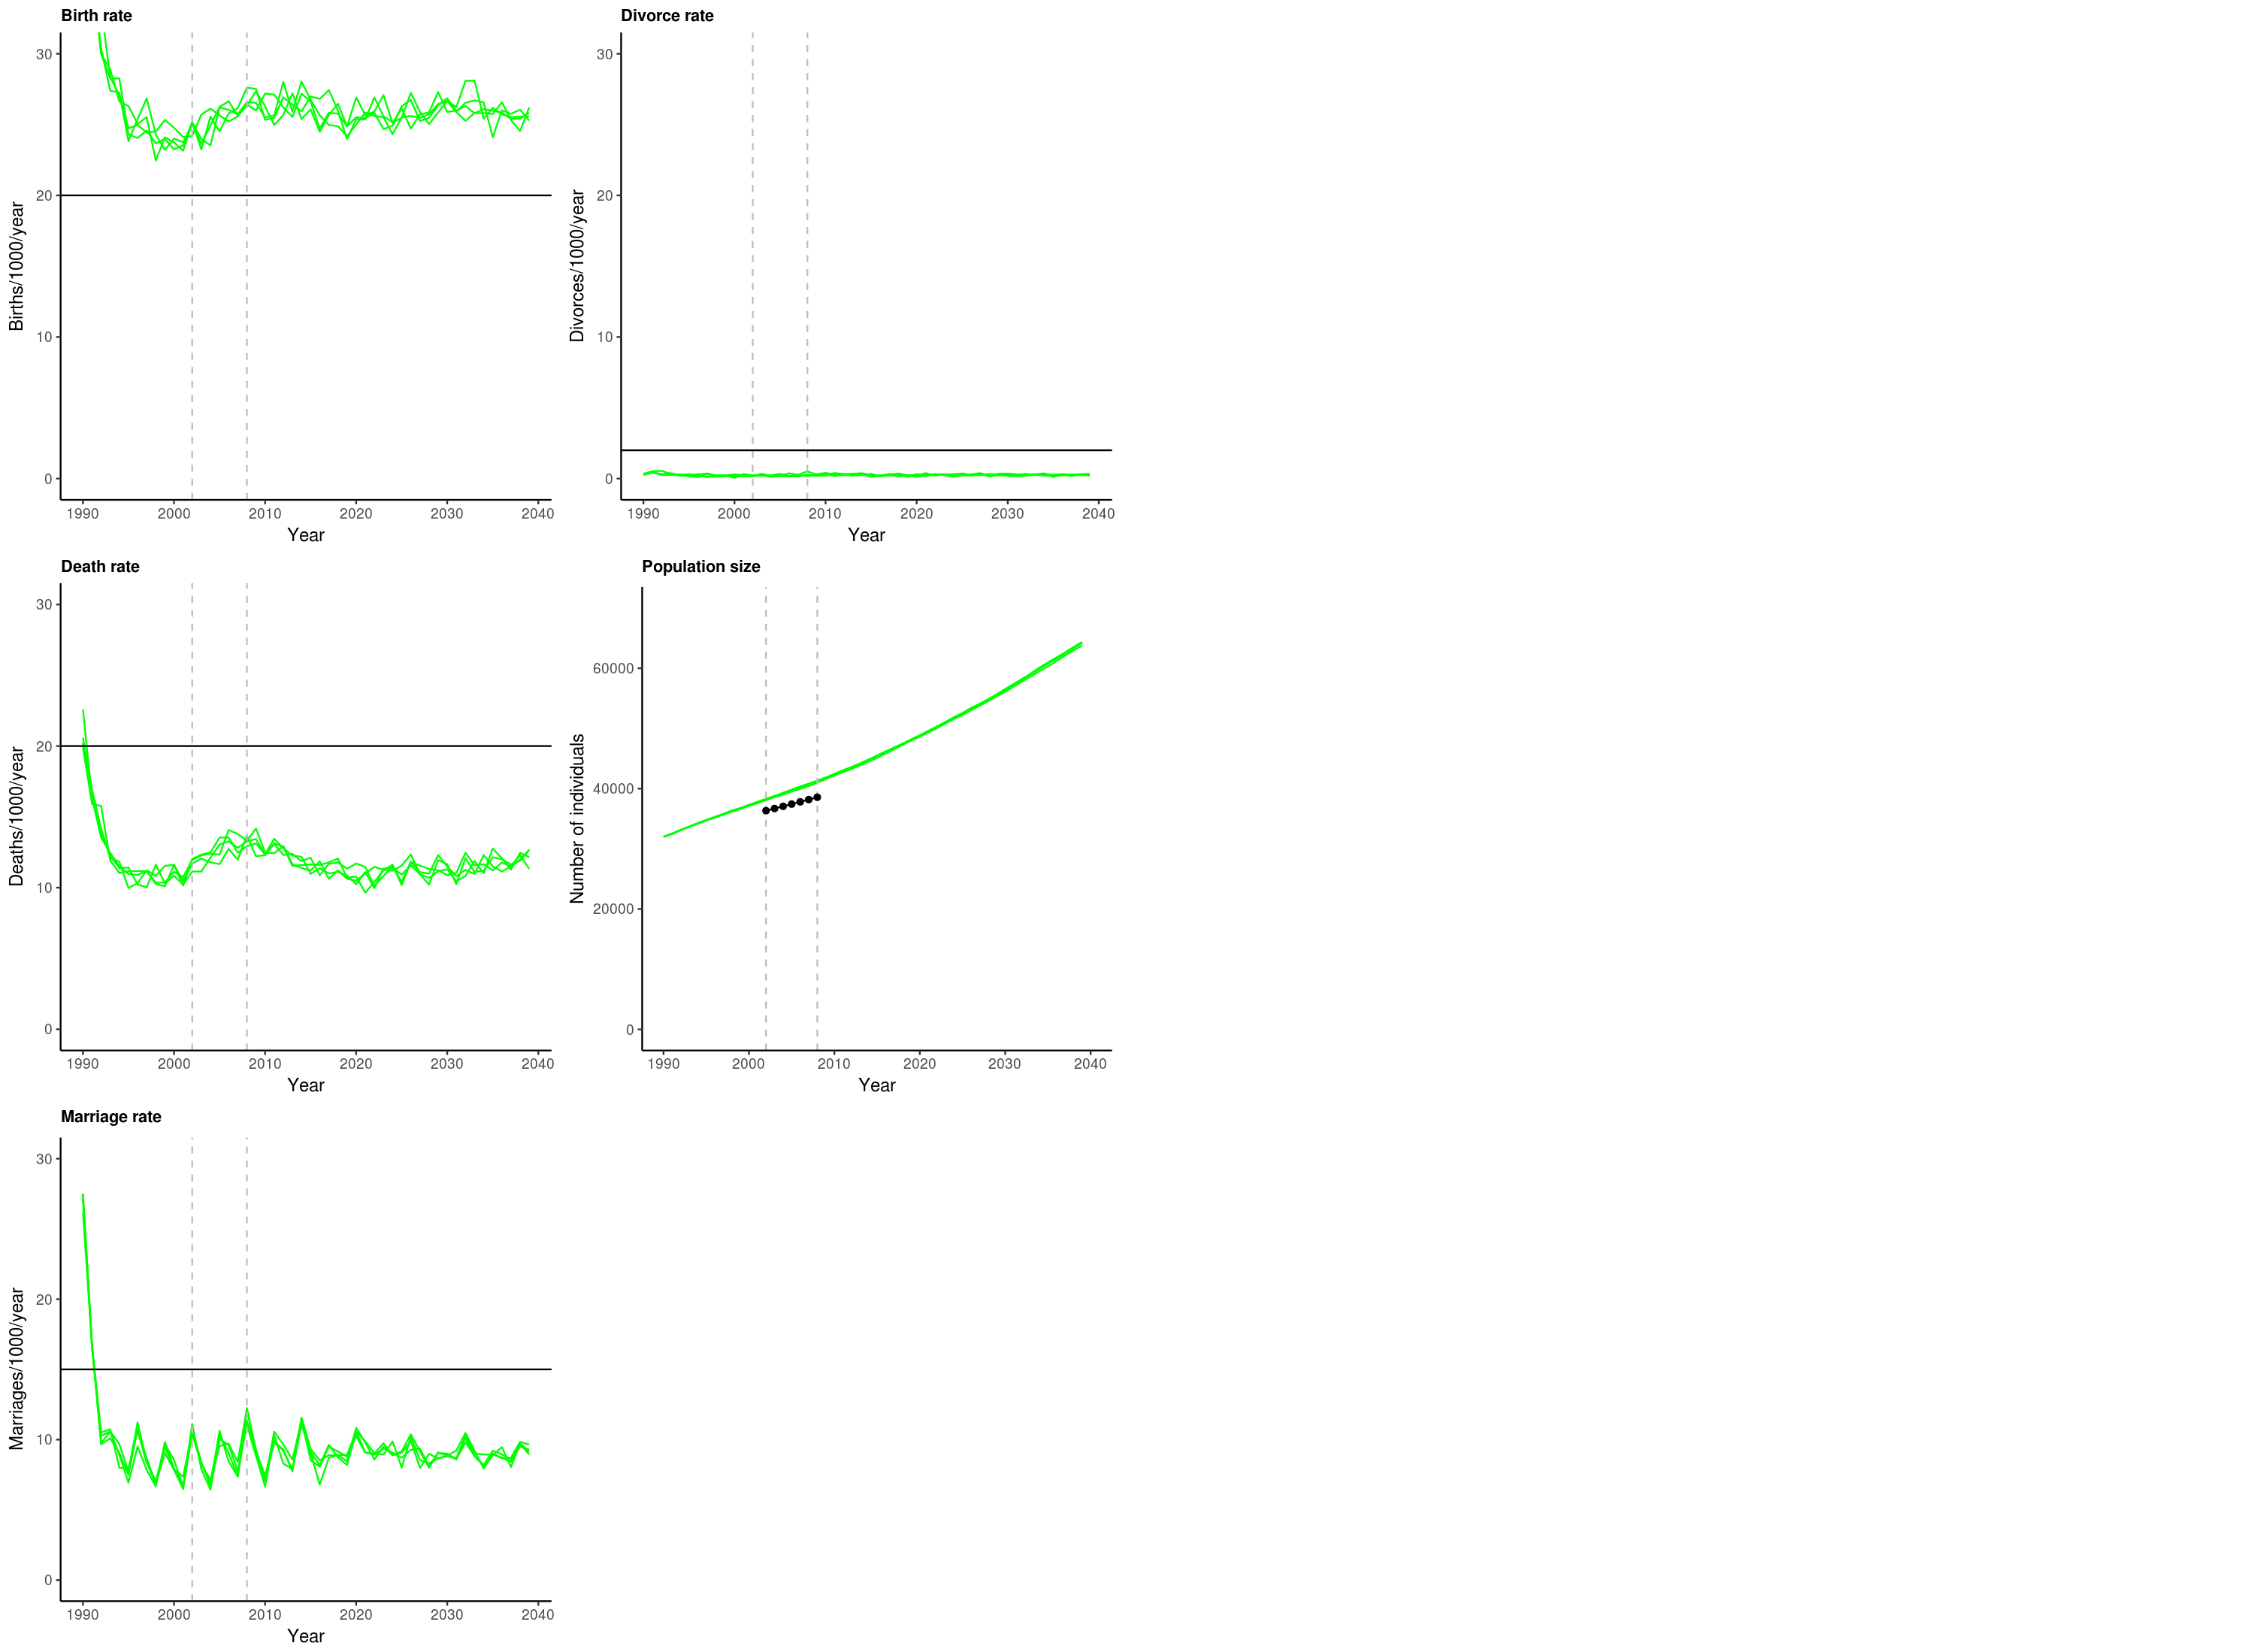 Birth rate
Births/1000/year
30
20
10
0
1990 2000 2010 2020 2030 2040
Year
Divorce rate
Divorces/1000/year
30
20
10
0
1990 2000 2010 2020 2030 2040
Year
Death rate
Deaths/1000/year
30
20
10
0
1990 2000 2010 2020 2030 2040
Year
Population size
Number of individuals
60000
40000
20000
0
1990 2000 2010 2020 2030 2040
Year
Marriage rate
Marriages/1000/year
30
20
10
0
1990 2000 2010 2020 2030 2040
Year